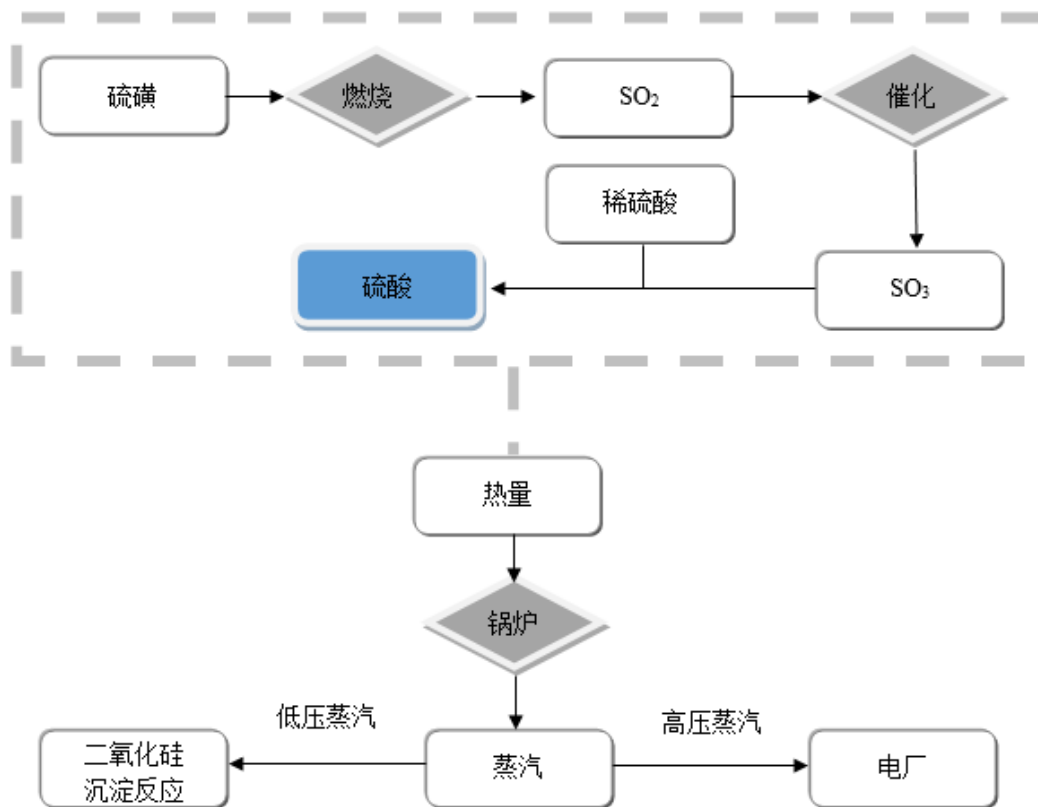 硫磺
燃烧
SO₂
催化
稀硫酸
硫酸
SO₃
热量
锅炉
低压蒸汽
高压蒸汽
二氧化硅
沉淀反应
蒸汽
电厂